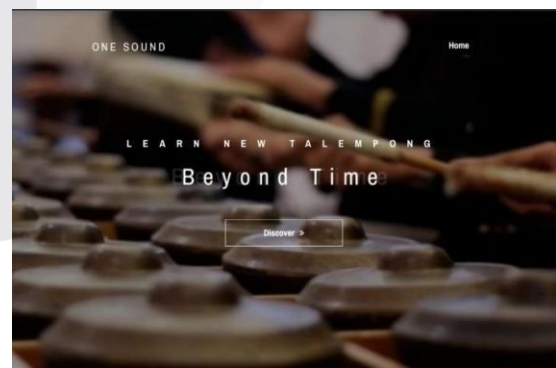 ONE SOUND
Home
LEARN NEW TALEMPONG
Beyond Time
Discover »